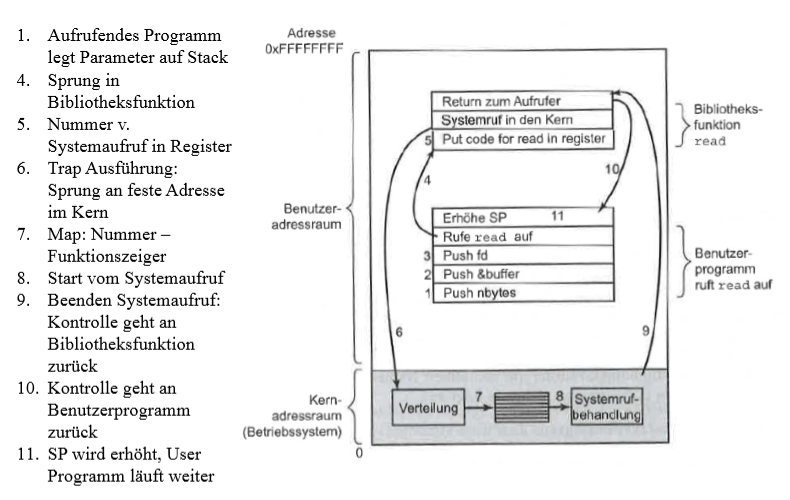 1. Aufrufendes Programm
legt Parameter auf Stack
4. Sprung in
Bibliotheksfunktion
5. Nummer v.
Systemaufruf in Register
6. Trap Ausführung:
Sprung an feste Adresse
im Kern
7. Map: Nummer –
Funktionszeiger
8. Start vom Systemaufruf
9. Beenden Systemaufruf:
Kontrolle geht an
Bibliotheksfunktion
zurück
10. Kontrolle geht an
Benutzerprogramm
zurück
11. SP wird erhöht, User
Programm läuft weiter
Adresse
0xFFFFFFFF
Return zum Aufrufer
Systemruf in den Kern
5 Put code for read in register
Bibliotheks-
funktion
read
4
10
Benutzer-
adressraum
Erhöhe SP 11
Rufe read auf
3 Push fd
2 Push &buffer
1 Push nbytes
Benutzer-
programm
ruft read auf
6
9
Kern-
adressraum
(Betriebssystem)
Verteilung
7
8
Systemruf-
behandlung
0